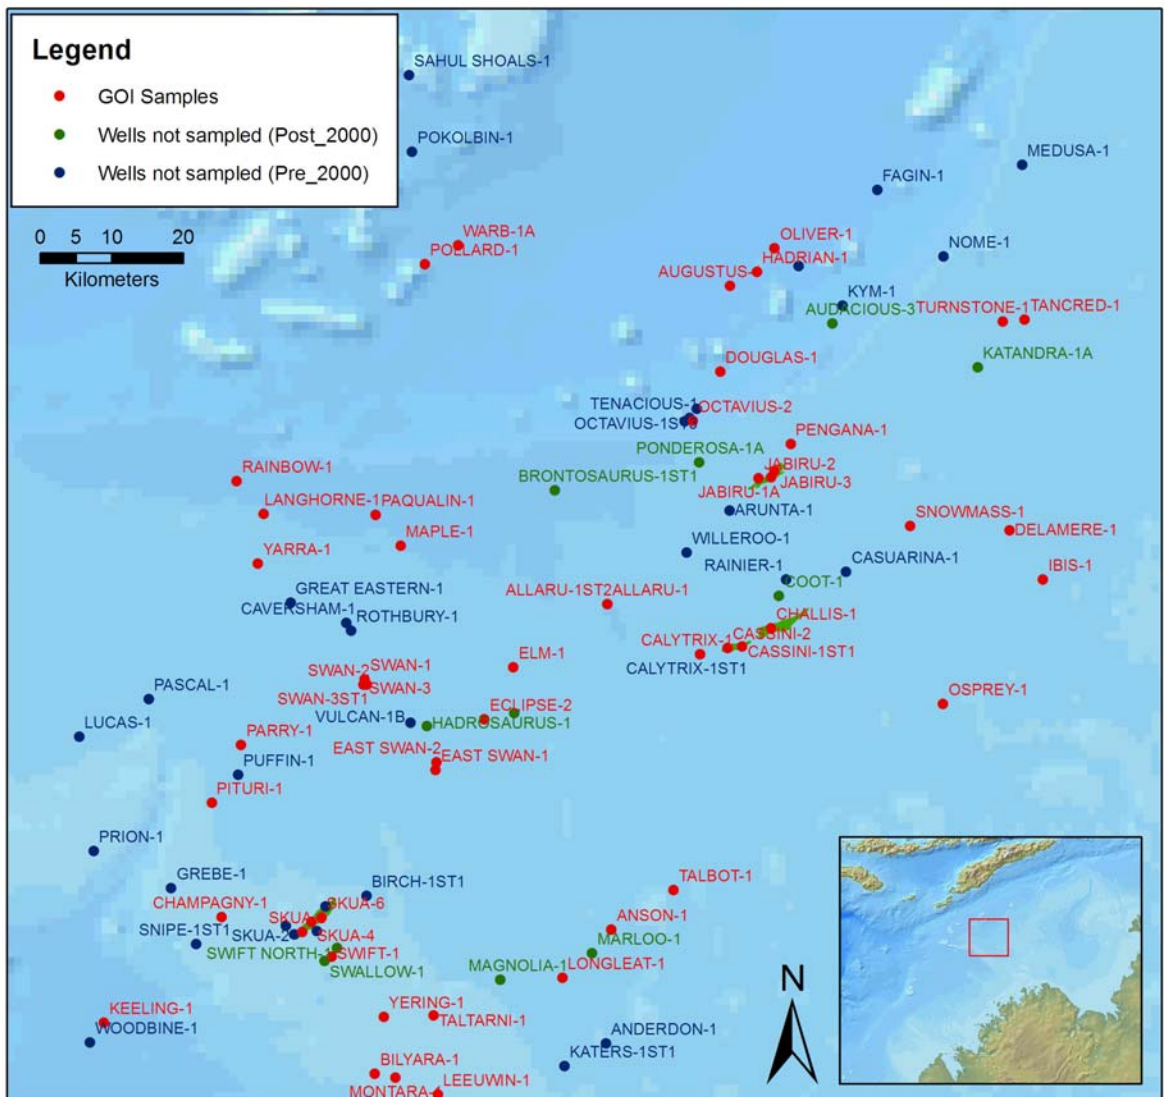 Legend
GOI Samples
Wells not sampled (Post_2000)
Wells not sampled (Pre_2000)
0 5 10 20
Kilometers
SAHUL SHOALS-1
POKOLBIN-1
MEDUSA-1
FAGIN-1
WARB-1A
POLLARD-1
OLIVER-1
HADRIAN-1
NOME-1
AUGUSTUS-
KYM-1
AUDACIOUS-3
TURNSTONE-1
TANCRED-1
DOUGLAS-1
KATANDRA-1A
TENACIOUS-1
OCTAVIUS-2
OCTAVIUS-1ST
PENGANA-1
PONDEROSA-1A
RAINBOW-1
BRONTOSAURUS-1ST1
JABIRU-2
JABIRU-1A
JABIRU-3
LANGHORNE-1
PAQUALIN-1
ARUNTA-1
SNOWMASS-1
DELAMERE-1
MAPLE-1
YARRA-1
WILLEROO-1
RAINIER-1
CASUARINA-1
IBIS-1
COOT-1
GREAT EASTERN-1
ALLARU-1ST2
ALLARU-1
CAVERSHAM-1
ROTHBURY-1
CHALLIS-1
CALYTRIX-1
CASSINI-2
CASSINI-1ST1
CALYTRIX-1ST1
ELM-1
SWAN-2
SWAN-1
SWAN-3ST1
SWAN-3
PASCAL-1
OSPREY-1
LUCAS-1
VULCAN-1B
ECLIPSE-2
HADROSAURUS-1
PARRY-1
EAST SWAN-2
EAST SWAN-1
PUFFIN-1
PITURI-1
PRION-1
GREBE-1
BIRCH-1ST1
TALBOT-1
CHAMPAGNY-1
SKUA-6
SKUA-
SNIPE-1ST1
SKUA-2
SKUA-4
ANSON-1
SWIFT NORTH-1
SWIFT-1
MARLOO-1
SWALLOW-1
MAGNOLIA-1
LONGLEAT-1
KEELING-1
WOODBINE-1
YERING-1
TALTARNI-1
ANDERDON-1
KATERS-1ST1
BILYARA-1
LEEUWIN-1
MONTARA-
N